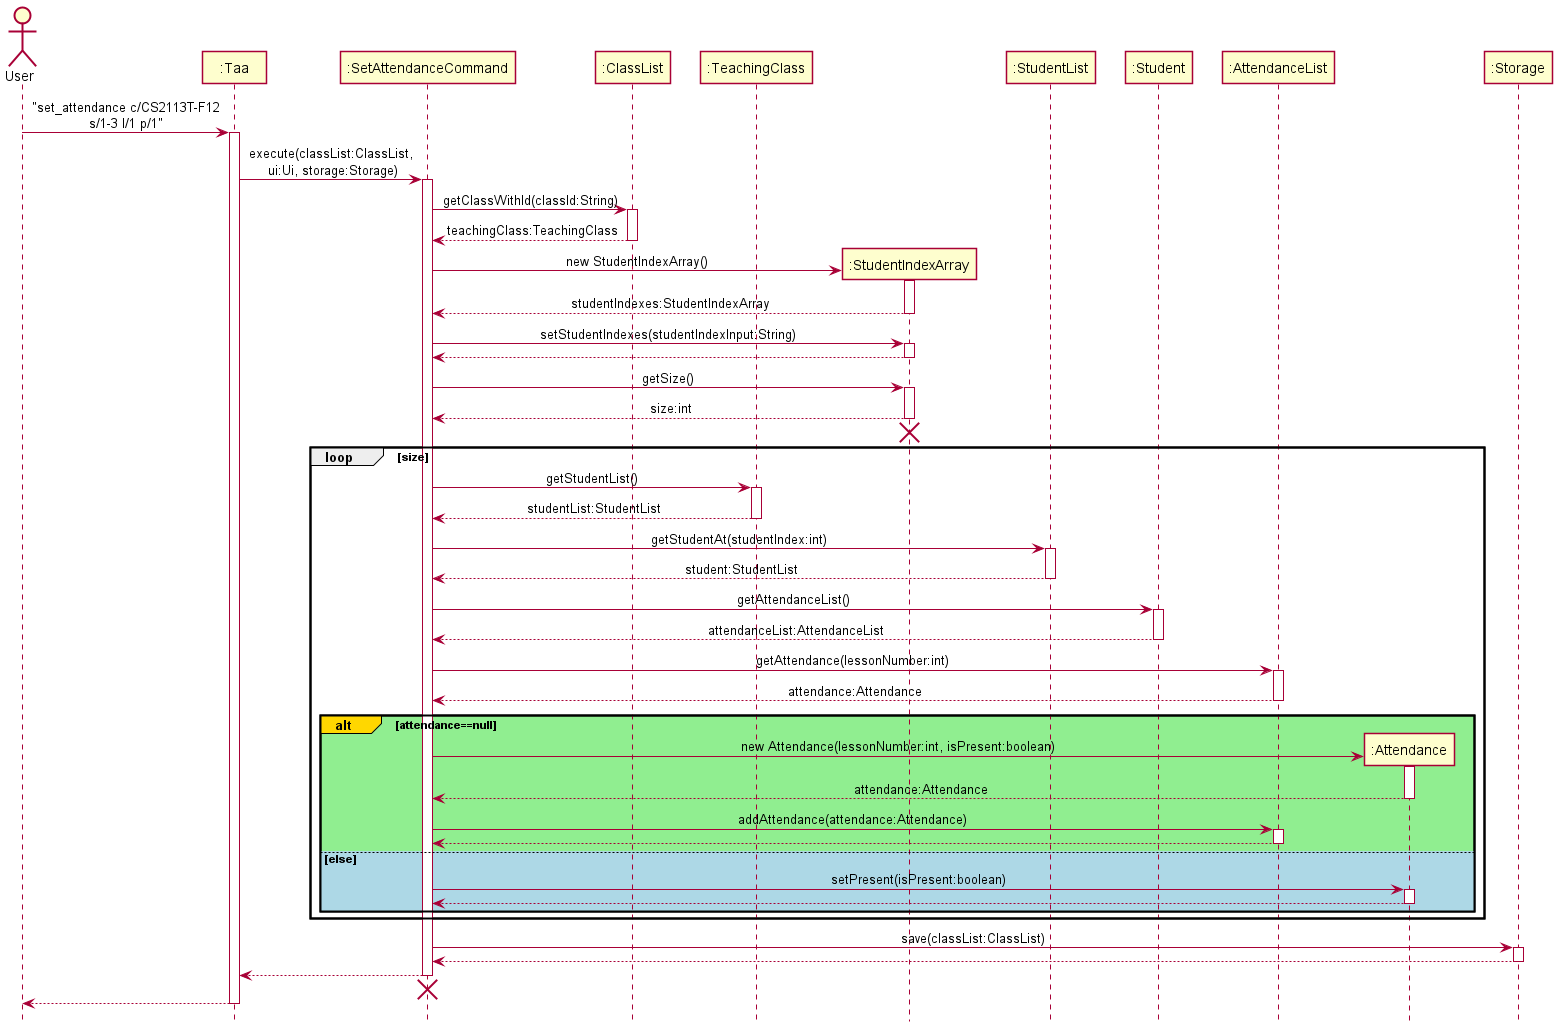 User
:Taa
:SetAttendanceCommand
:ClassList
:TeachingClass
:StudentList
:Student
:AttendanceList
:Storage
"set_attendance c/CS2113T-F12
s/1-3 l/1 p/1"
execute(classList:ClassList,
ui:Ui, storage:Storage)
getClassWithId(classId:String)
teachingClass:TeachingClass
new StudentIndexArray()
:StudentIndexArray
studentIndexes:StudentIndexArray
setStudentIndexes(studentIndexInput:String)
getSize()
size:int
loop
[size]
getStudentList()
studentList:StudentList
getStudentAt(studentIndex:int)
student:StudentList
getAttendanceList()
attendanceList:AttendanceList
getAttendance(lessonNumber:int)
attendance:Attendance
alt
[attendance==null]
new Attendance(lessonNumber:int, isPresent:boolean)
:Attendance
attendance:Attendance
addAttendance(attendance:Attendance)
[else]
setPresent(isPresent:boolean)
save(classList:ClassList)